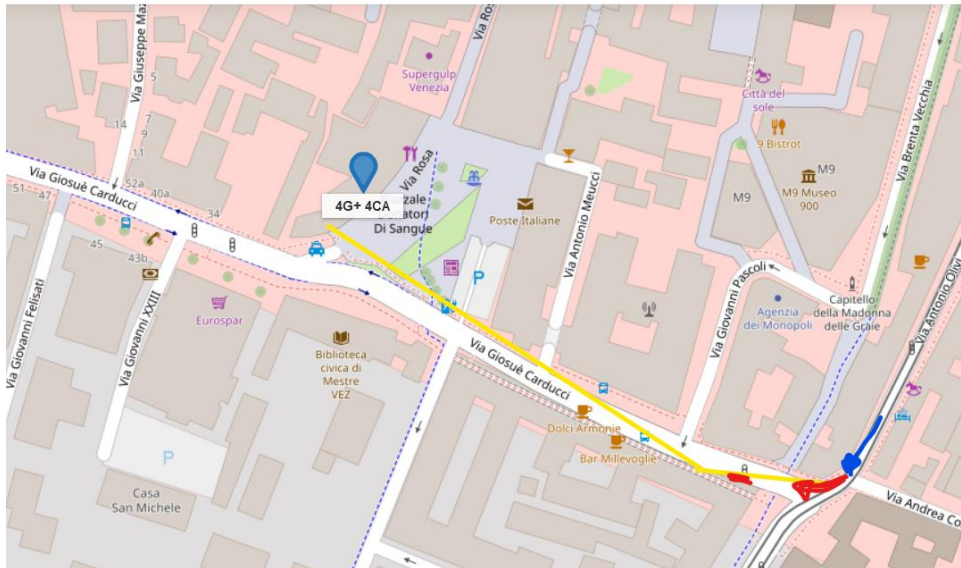 Via Giuseppe Maz
5
7
9
14
11
Via Rosa
Supergulp
Venezia
Città del
sole
9 Bistrot
Via Brenta Vecchia
M9
M9
M9 Museo
900
Via Giosuè Carducci
51
47
52a
40a
34
45
43b
4G+ 4CA
Via Rosa
Di Sangue
Poste Italiane
P
Via Antonio Meucci
Via Giovanni Pascoli
Agenzia
dei Monopoli
Capitello
della Madonna
delle Graie
Via Antonio Olivi
Via Giovanni Felisati
Via Giovanni XXIII
Eurospar
Biblioteca
civica di
Mestre
VEZ
Via Giosuè Carducci
Dolci Armonie
Bar Millevoglie
P
Casa
San Michele
Via Andrea Co